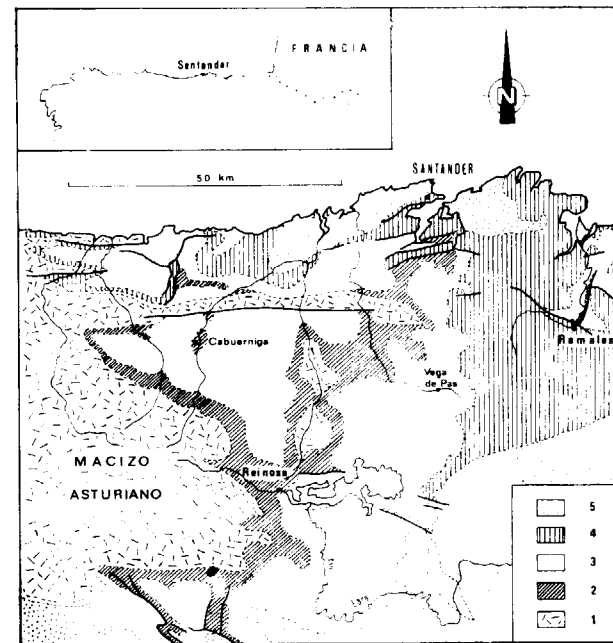 FRANCIA
Santander
N
SANTANDER
50 km
Cabuerniga
Ramales
Vega
de Pas
MACIZO
ASTURIANO
Reinosa
5
4
3
2
1